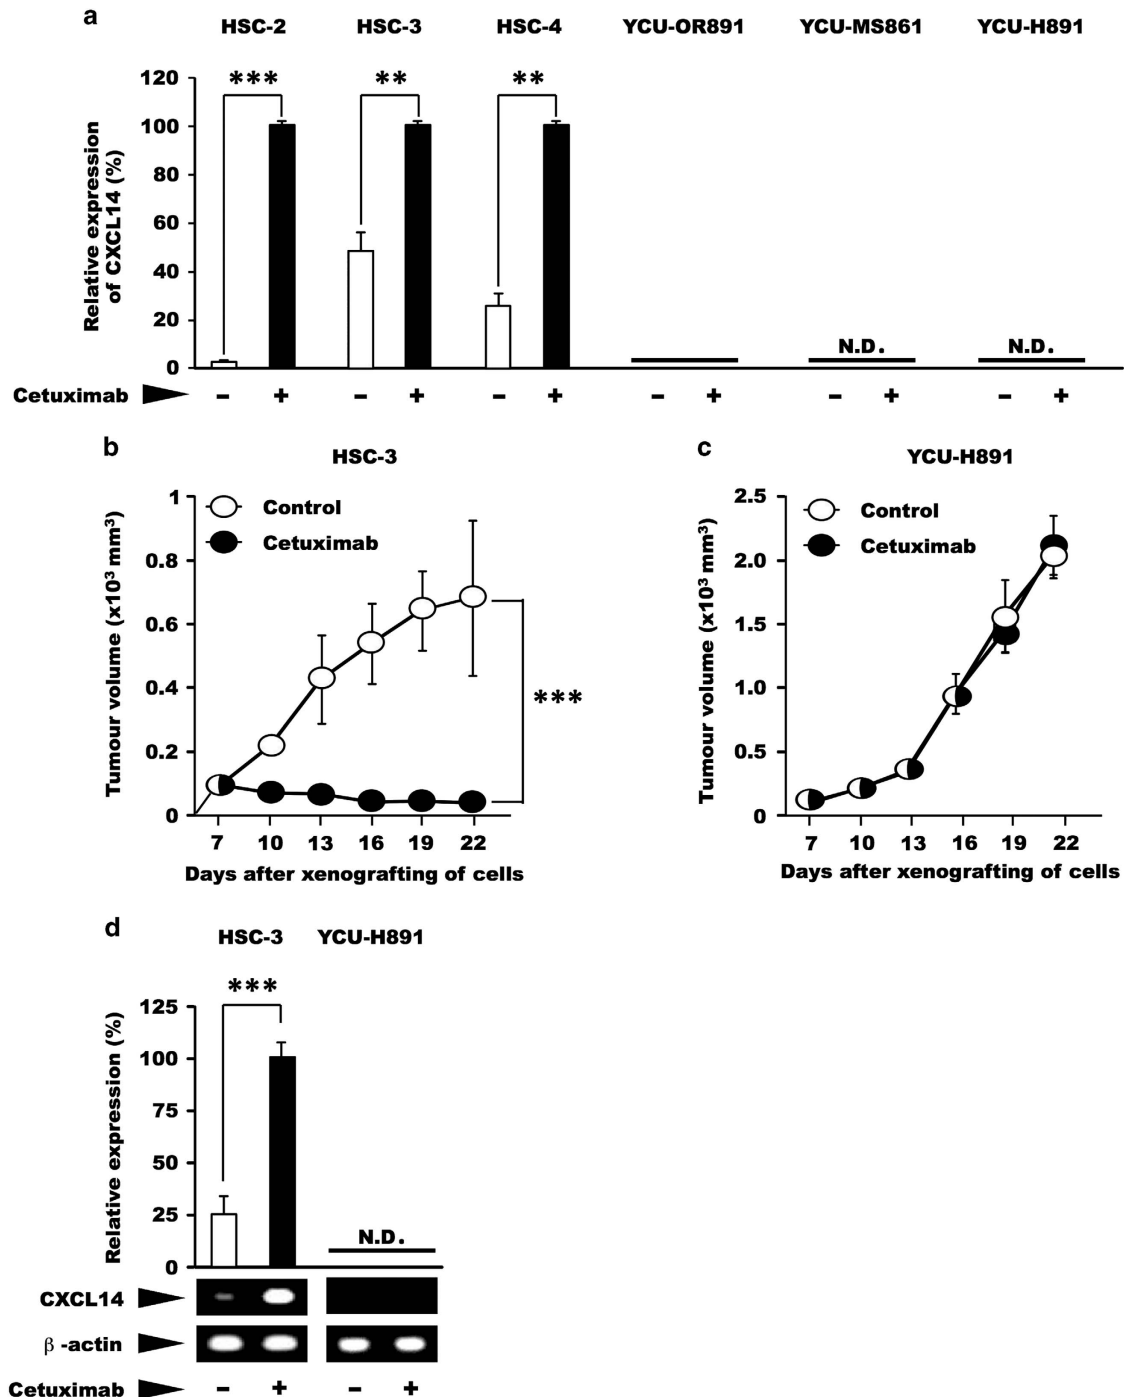 a
HSC-2 HSC-3 HSC-4 YCU-OR891 YCU-MS861 YCU-H891
*** ** **
Relative expression
of CXCL14 (%)
120
100
80
60
40
20
0
N.D. N.D.
Cetuximab - + - + - + - + - + - +
b
HSC-3
Tumour volume (x10³ mm³)
1
0.8
0.6
0.4
0.2
0
Control
Cetuximab
***
7 10 13 16 19 22
Days after xenografting of cells
c
YCU-H891
Tumour volume (x10³ mm³)
2.5
2.0
1.5
1.0
0.5
0
Control
Cetuximab
7 10 13 16 19 22
Days after xenografting of cells
d
HSC-3 YCU-H891
***
Relative expression (%)
125
100
75
50
25
0
N.D.
CXCL14
β -actin
Cetuximab - + - +